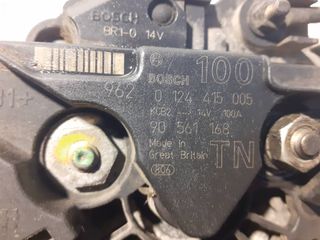 BOSCH
BR1-0 14V
BOSCH 100
962 0 124 415 005
KCB2 14V 100A
90 561 168
Made in TN
Great Britain
806